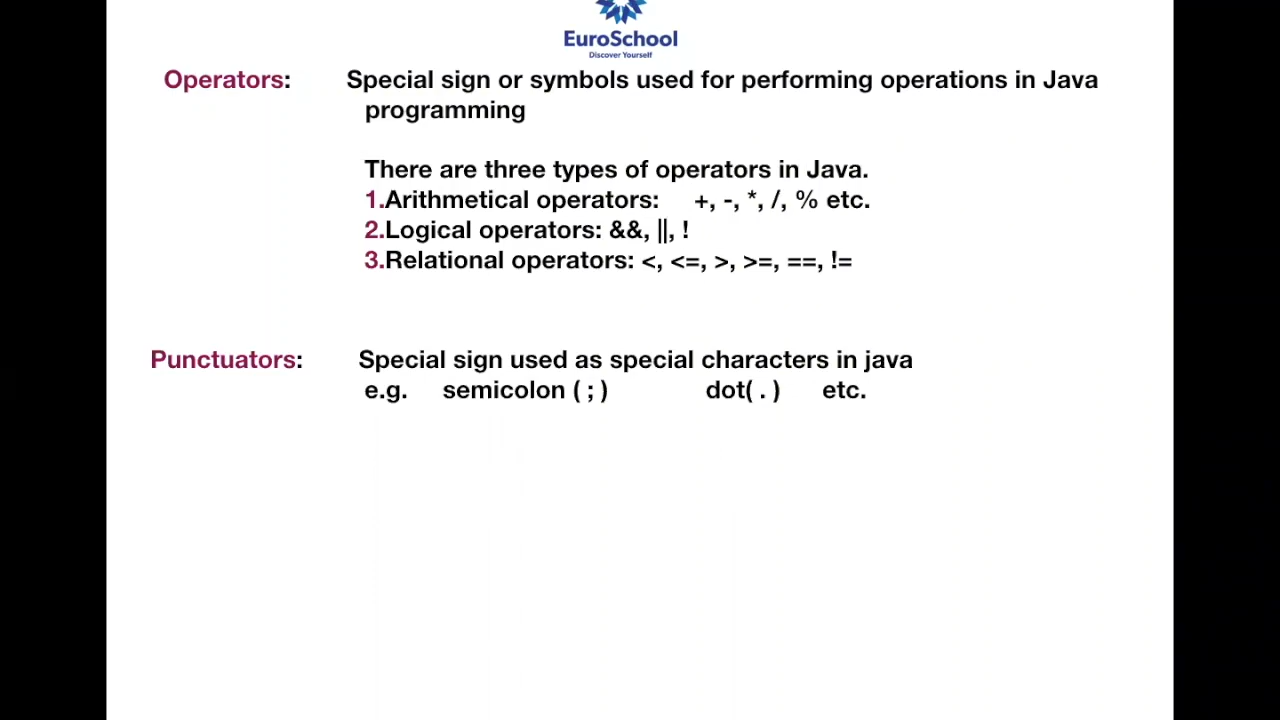 EuroSchool
Discover Yourself
Operators: Special sign or symbols used for performing operations in Java
programming
There are three types of operators in Java.
1.Arithmetical operators: +, -, *, /, % etc.
2.Logical operators: &&, ||, !
3.Relational operators: <, <=, >, >=, ==, !=
Punctuators: Special sign used as special characters in java
e.g. semicolon ( ; ) dot( . ) etc.